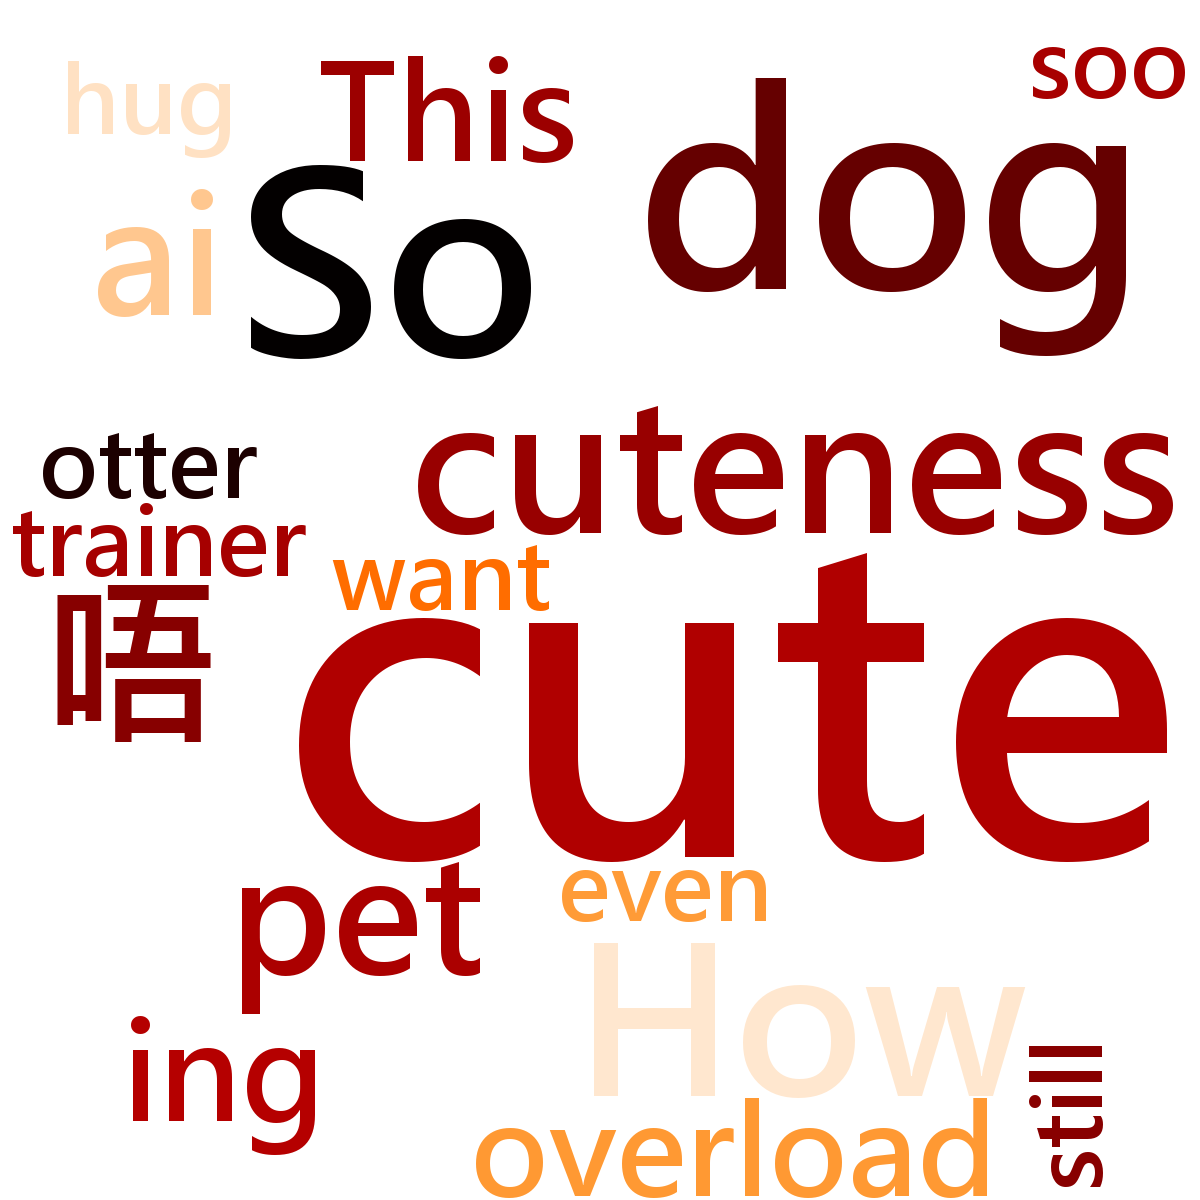 hug
This
soo
dog
ai
So
otter
cuteness
trainer
want
唔
cute
pet
even
How
ing
still
overload